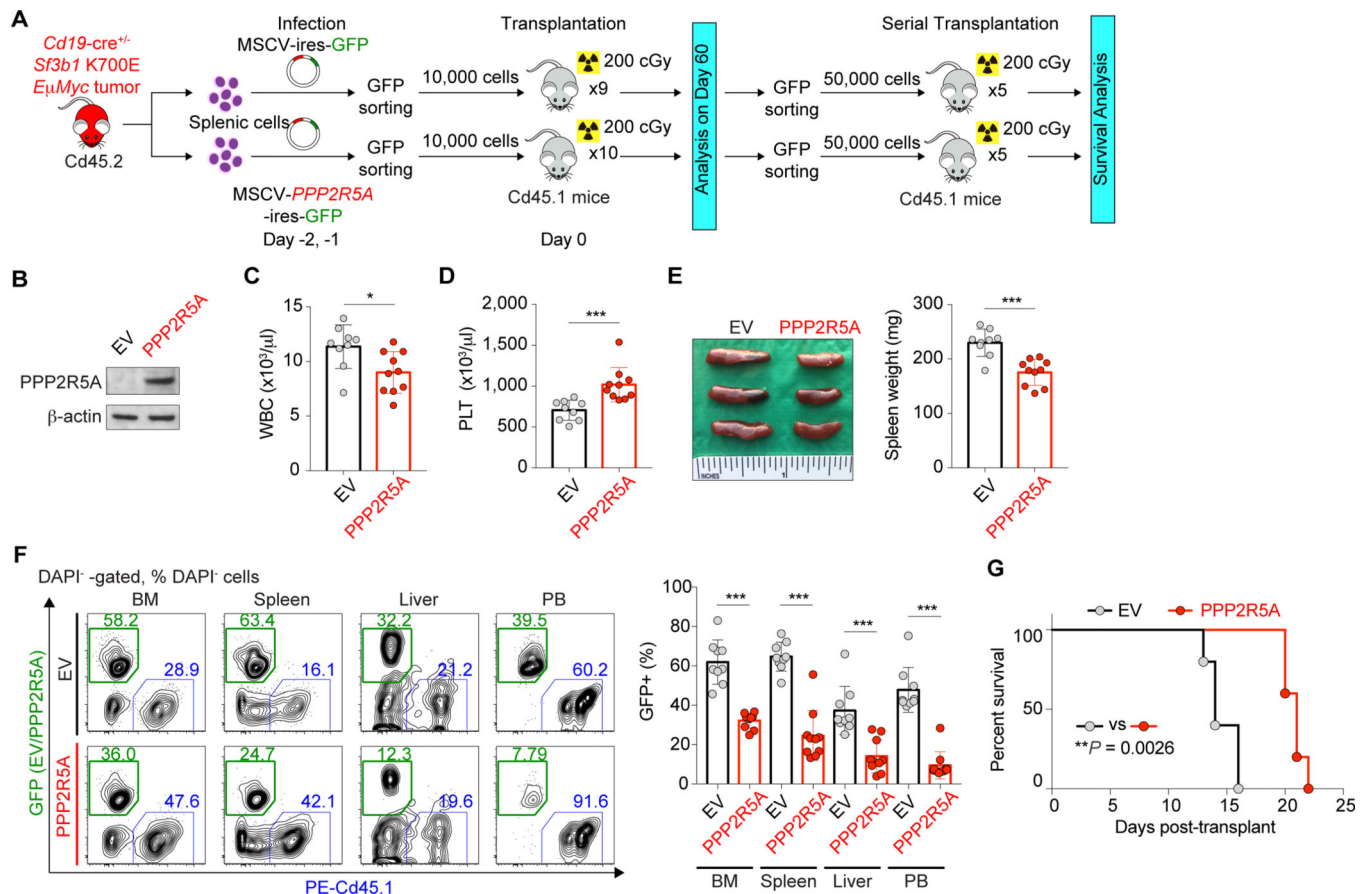 A
Cd19-cre+/-
Sf3b1 K700E
EμMyc tumor
Cd45.2
Infection
MSCV-ires-GFP
Splenic cells
MSCV-PPP2R5A
-ires-GFP
Day -2, -1
GFP
sorting
GFP
sorting
10,000 cells
10,000 cells
Transplantation
200 cGy
x9
200 cGy
x10
Cd45.1 mice
Day 0
Analysis on Day 60
GFP
sorting
GFP
sorting
50,000 cells
50,000 cells
Serial Transplantation
200 cGy
x5
200 cGy
x5
Cd45.1 mice
Survival Analysis
B
EV
PPP2R5A
PPP2R5A
β-actin
C
WBC (x10³/μl)
15
10
5
0
*
EV
PPP2R5A
D
PLT (x10³/μl)
2,000
1,500
1,000
500
0
***
EV
PPP2R5A
E
EV
PPP2R5A
INCHES
1
Spleen weight (mg)
300
200
100
0
***
EV
PPP2R5A
F
DAPI⁻ -gated, % DAPI⁻ cells
BM
Spleen
Liver
PB
GFP (EV/PPP2R5A)
EV
58.2
28.9
63.4
16.1
32.2
21.2
39.5
60.2
PPP2R5A
36.0
47.6
24.7
42.1
12.3
19.6
7.79
91.6
PE-Cd45.1
GFP+ (%)
100
80
60
40
20
0
***
***
***
***
EV
PPP2R5A
EV
PPP2R5A
EV
PPP2R5A
EV
PPP2R5A
BM
Spleen
Liver
PB
G
EV
PPP2R5A
Percent survival
100
50
0
vs
**P = 0.0026
0
5
10
15
20
25
Days post-transplant